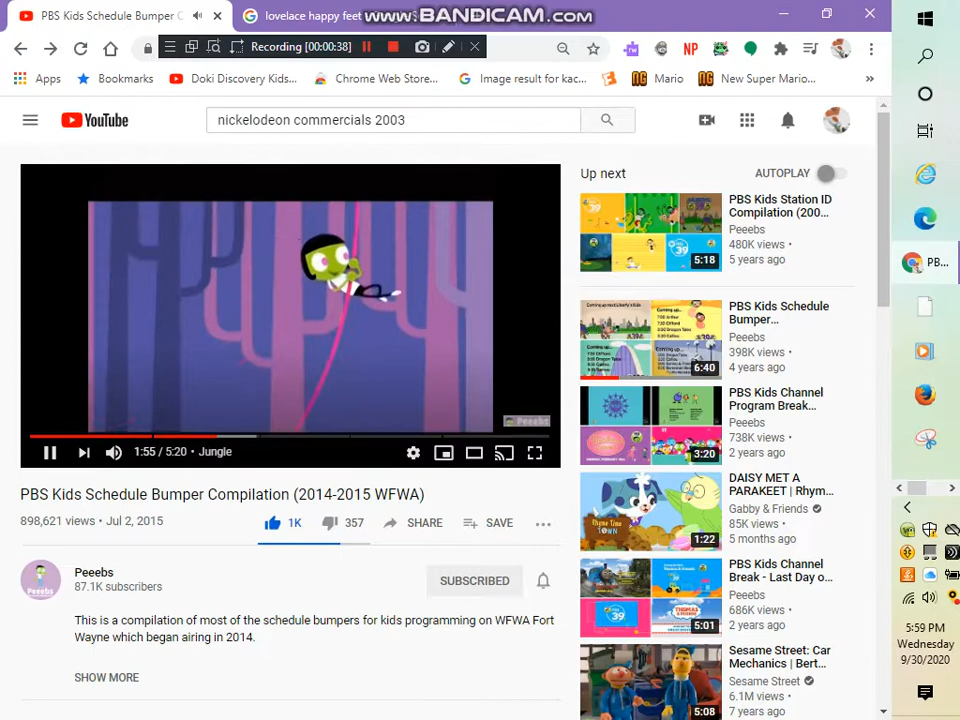 PBS Kids Schedule Bumper C
lovelace happy feet
www.BANDICAM.com
Recording [00:00:38]
NP
Apps
Bookmarks
Doki Discovery Kids...
Chrome Web Store...
Image result for kac...
Mario
New Super Mario...
»
YouTube
nickelodeon commercials 2003
Up next
AUTOPLAY
PBS Kids Station ID
Compilation (200...
Peeebs
480K views •
5 years ago
5:18
PBS Kids Schedule
Bumper...
Peeebs
398K views •
4 years ago
6:40
PBS Kids Channel
Program Break...
Peeebs
738K views •
2 years ago
3:20
DAISY MET A
PARAKEET | Rhym...
Gabby & Friends
85K views •
5 months ago
1:22
PBS Kids Channel
Break - Last Day o...
Peeebs
686K views •
2 years ago
5:01
Sesame Street: Car
Mechanics | Bert...
Sesame Street
6.1M views •
7 years ago
5:08
Peeebs
1:55 / 5:20 • Jungle
PBS Kids Schedule Bumper Compilation (2014-2015 WFWA)
898,621 views • Jul 2, 2015
1K
357
SHARE
SAVE
Peeebs
87.1K subscribers
SUBSCRIBED
This is a compilation of most of the schedule bumpers for kids programming on WFWA Fort
Wayne which began airing in 2014.
SHOW MORE
PB...
5:59 PM
Wednesday
9/30/2020